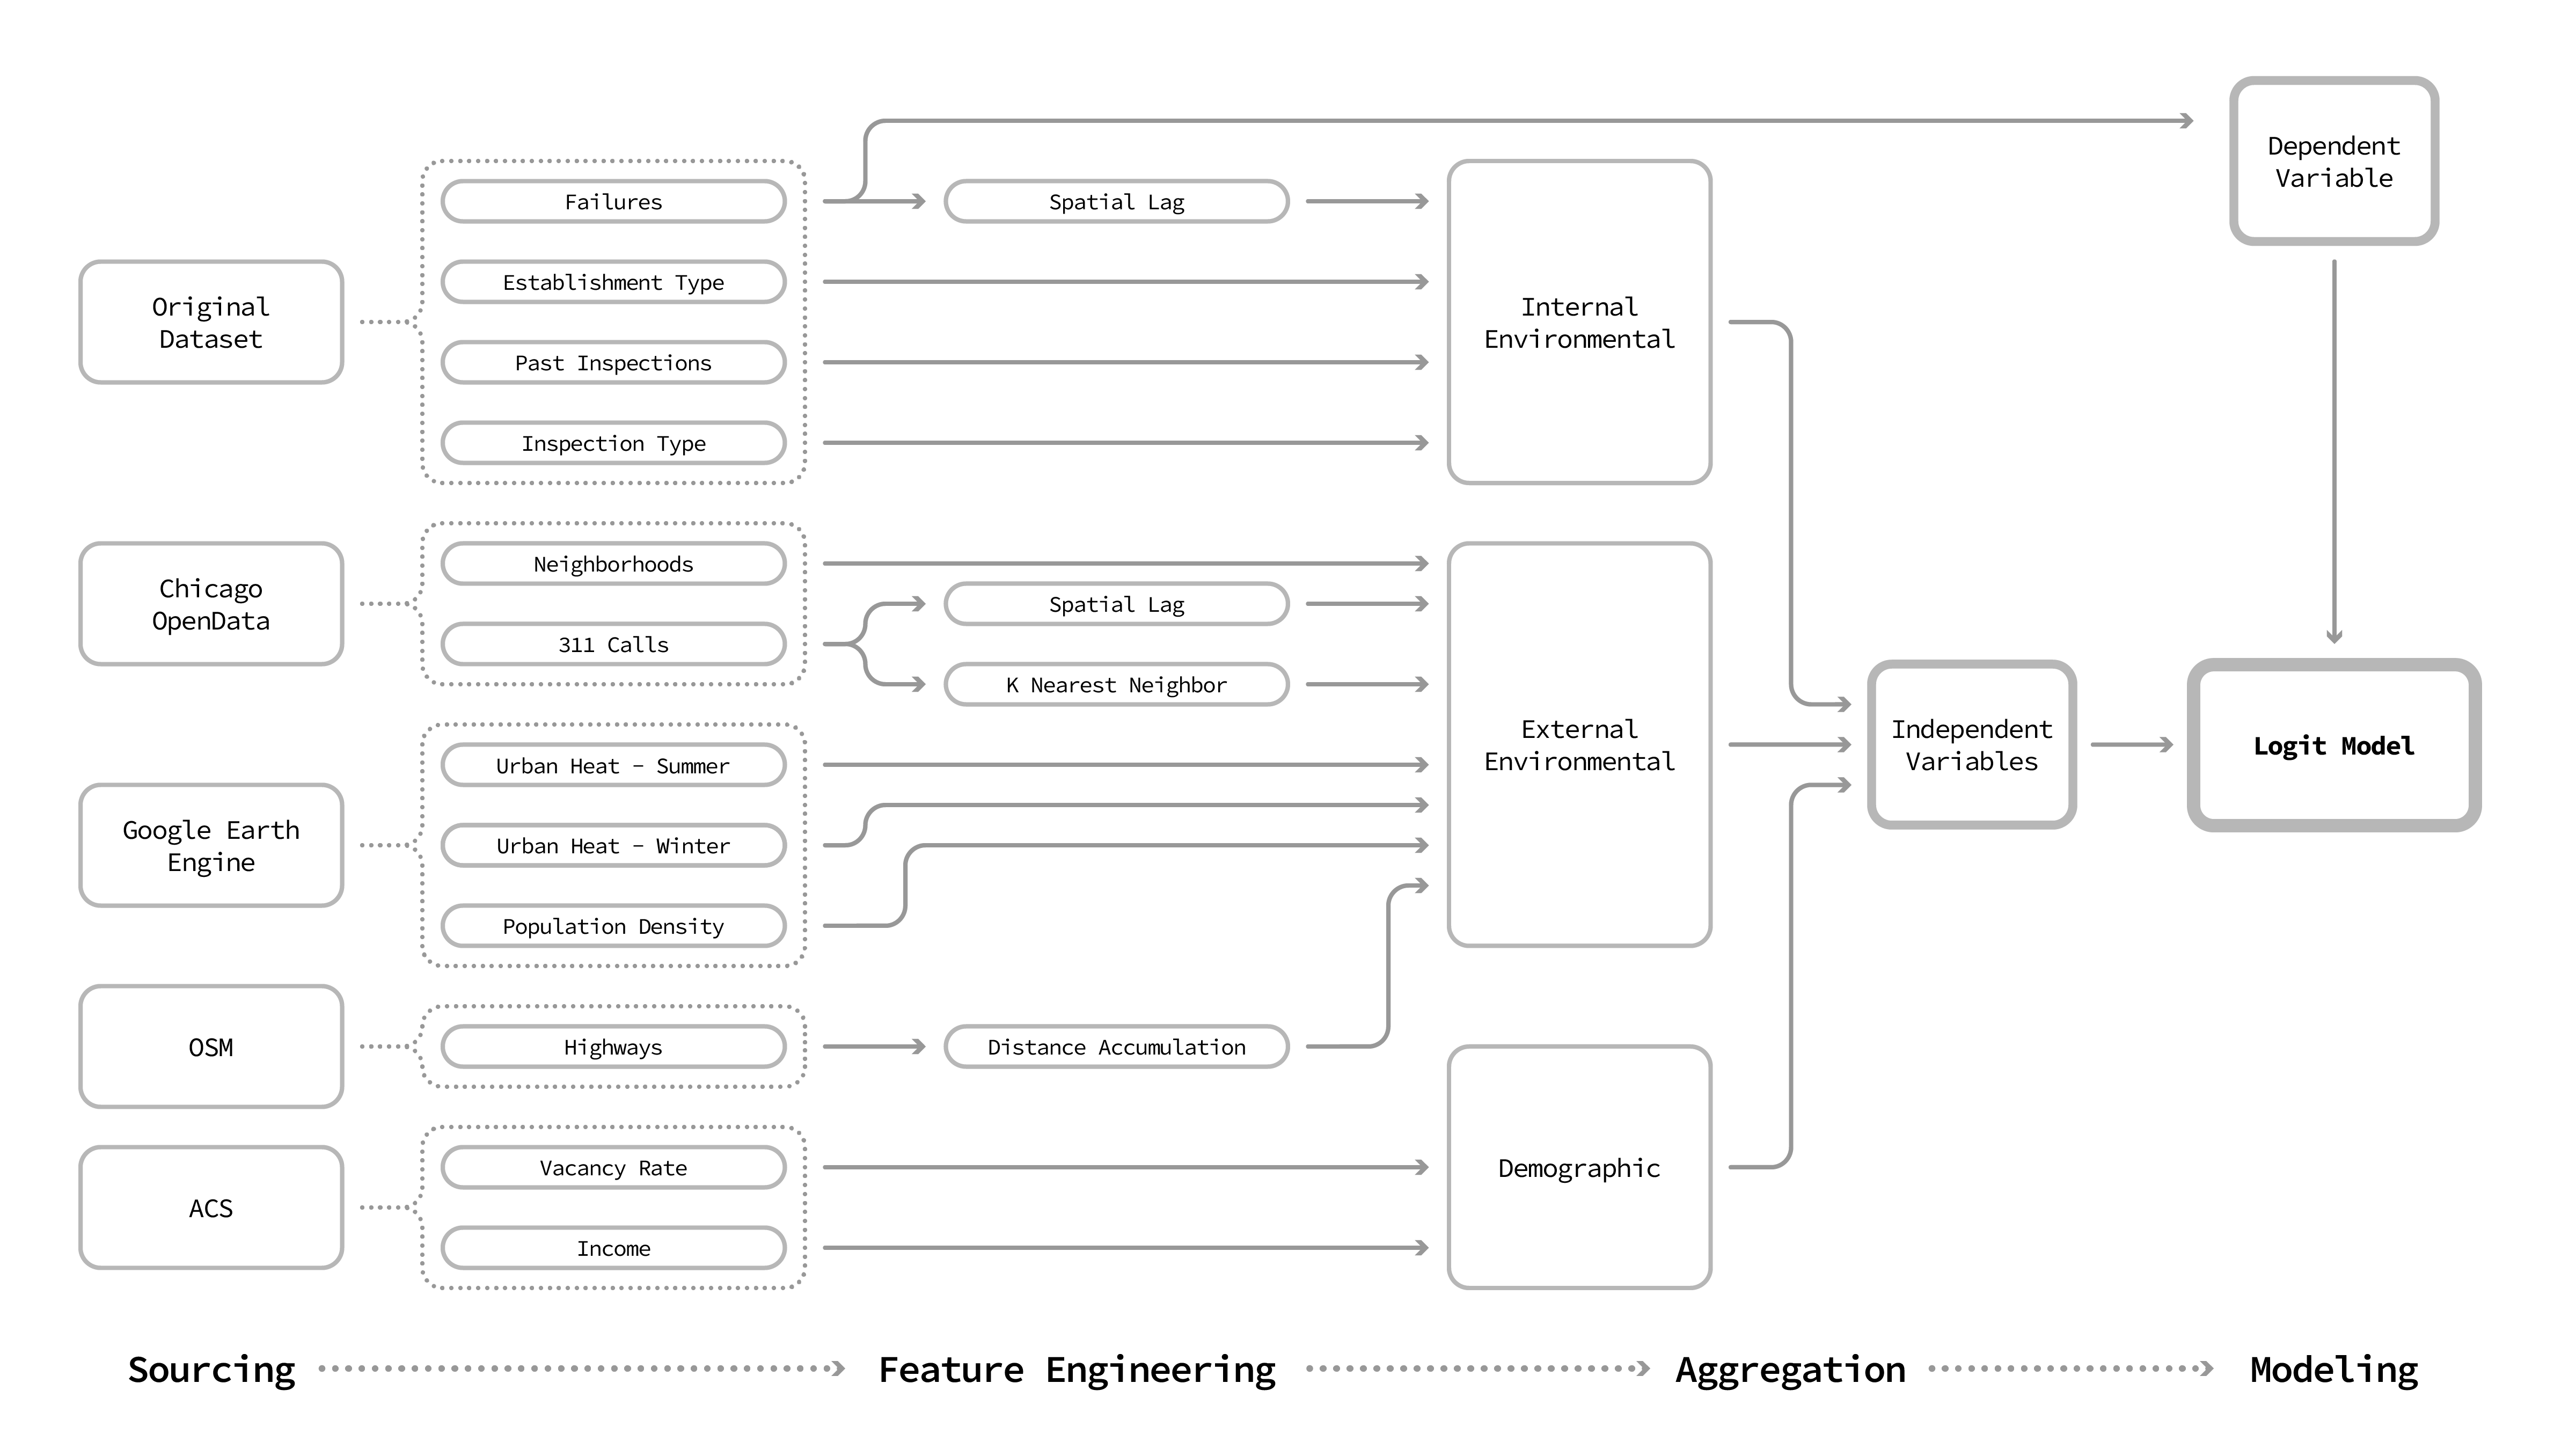 Dependent
Variable
Failures
Spatial Lag
Establishment Type
Original
Dataset
Internal
Environmental
Past Inspections
Inspection Type
Neighborhoods
Chicago
OpenData
Spatial Lag
311 Calls
K Nearest Neighbor
Urban Heat - Summer
External
Environmental
Independent
Variables
Logit Model
Google Earth
Engine
Urban Heat - Winter
Population Density
OSM
Highways
Distance Accumulation
Vacancy Rate
Demographic
ACS
Income
Sourcing
Feature Engineering
Aggregation
Modeling